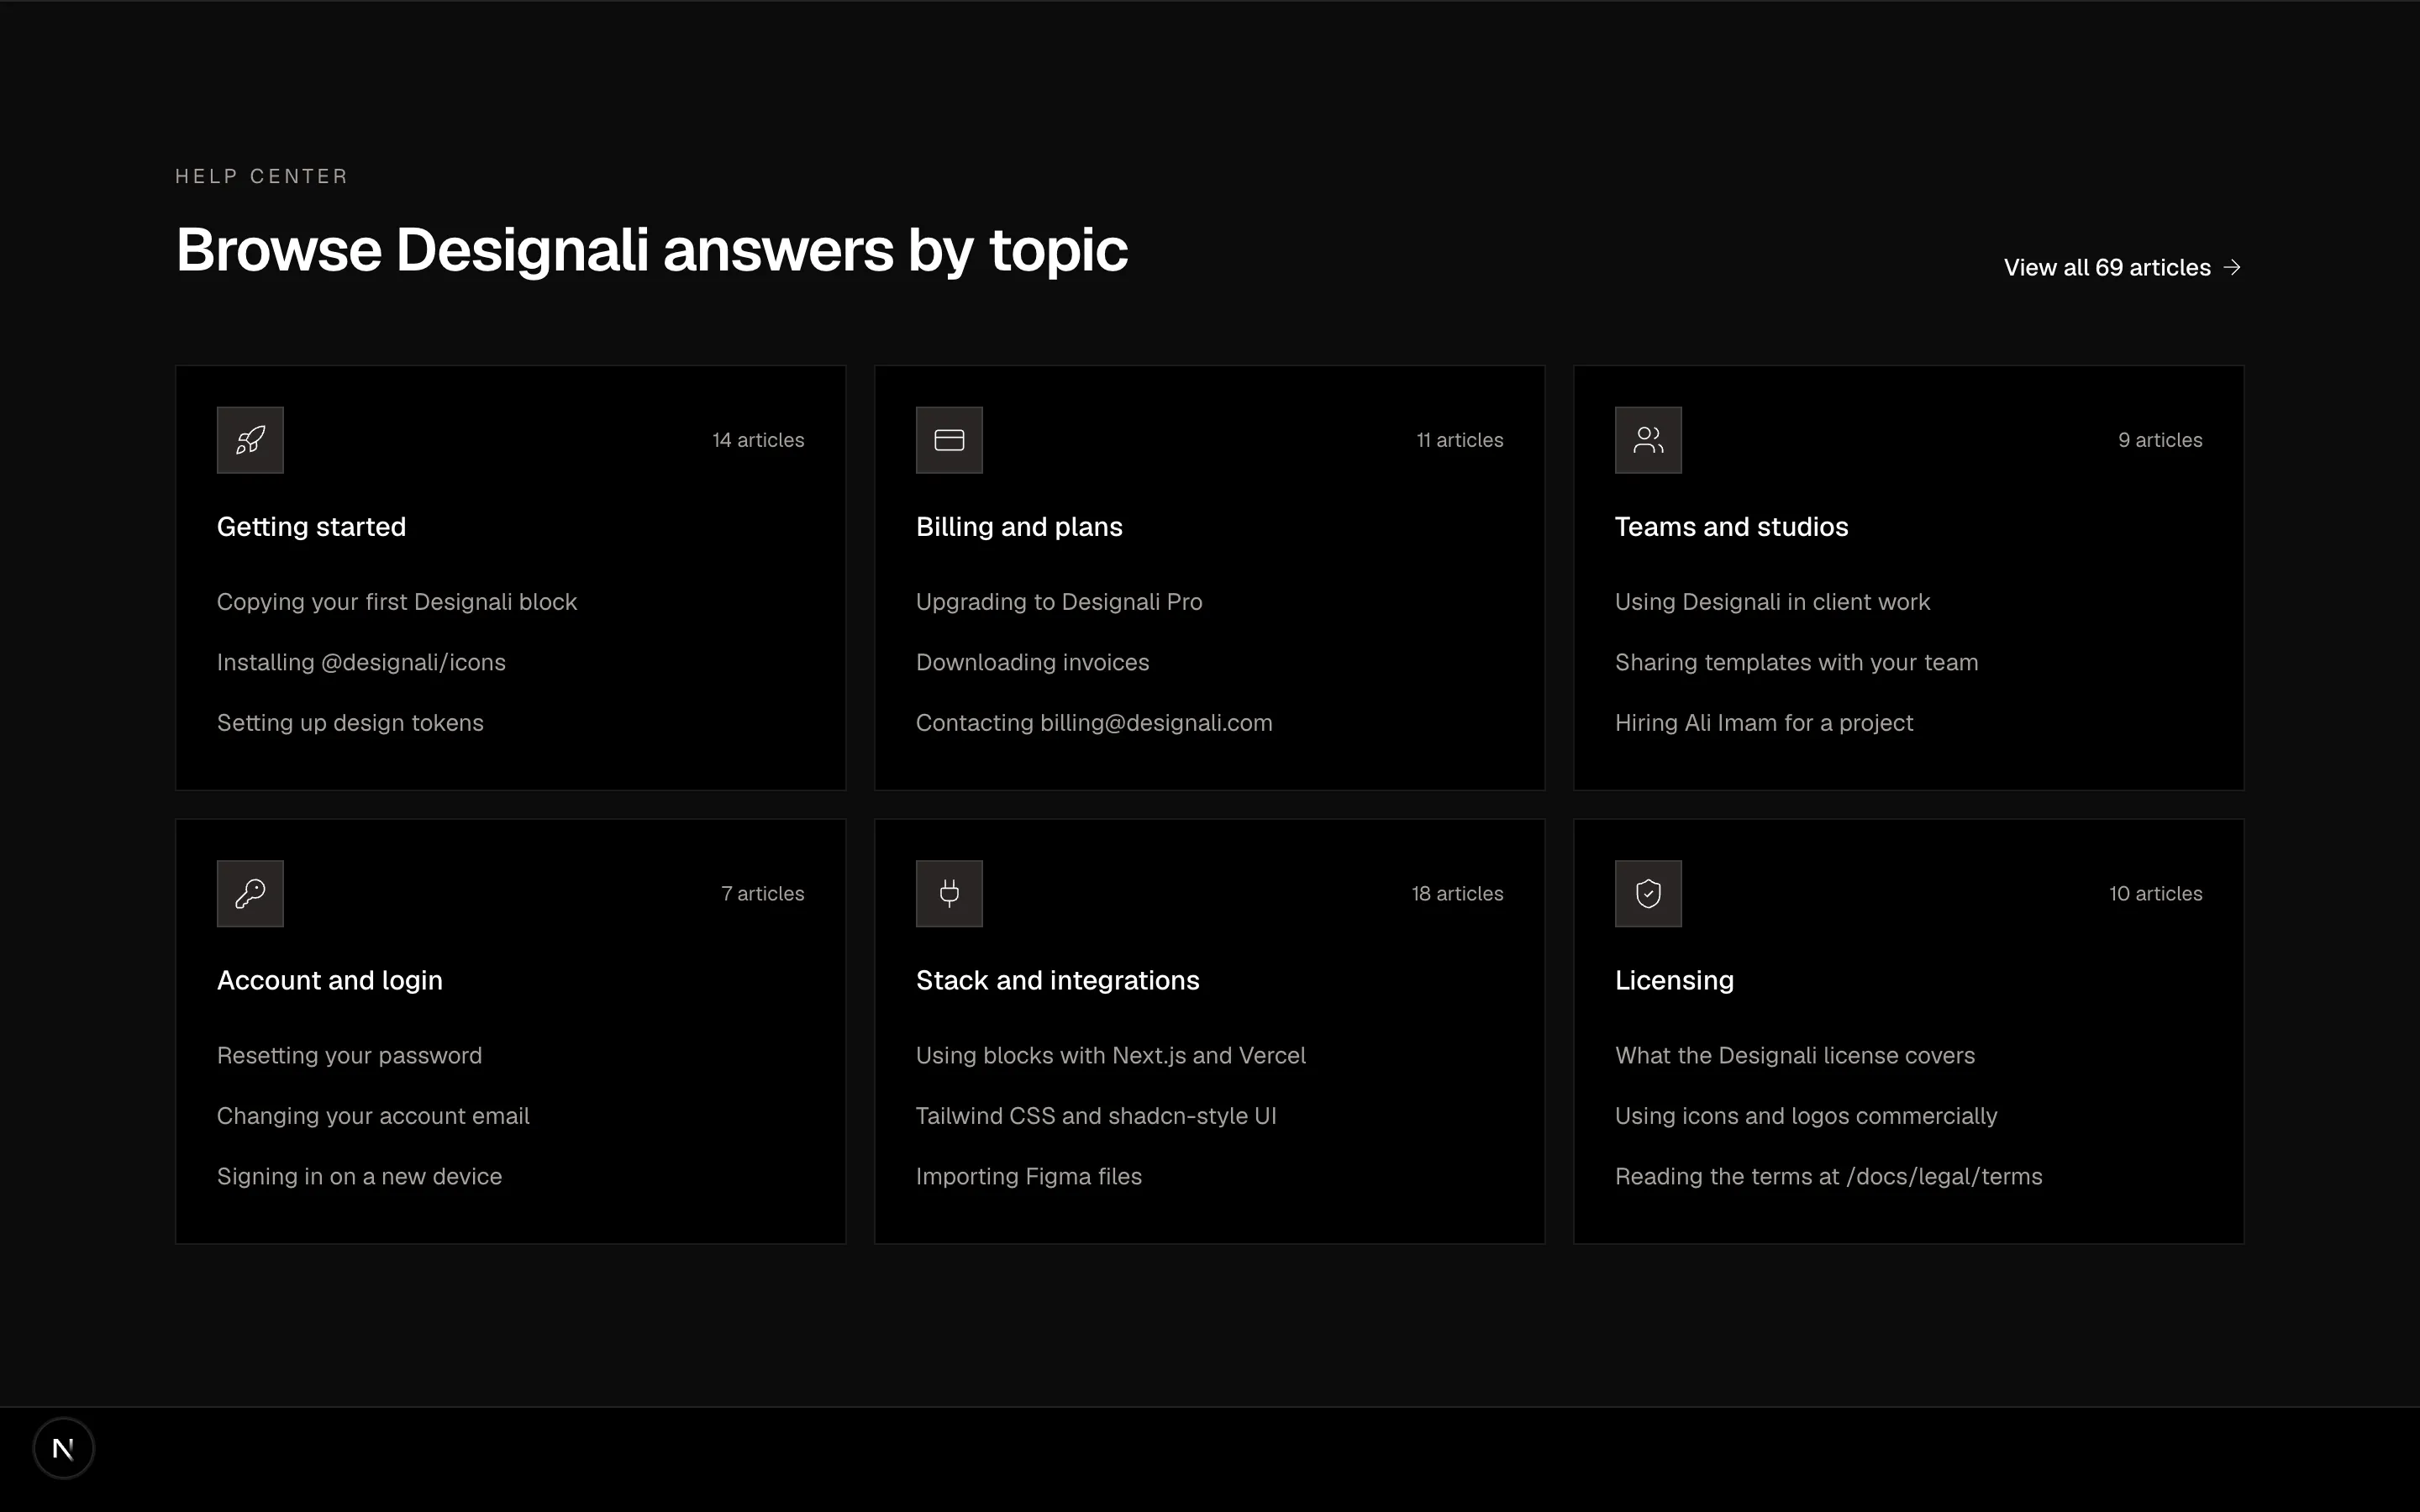 HELP CENTER
Browse Designali answers by topic
View all 69 articles →
14 articles
Getting started
Copying your first Designali block
Installing @designali/icons
Setting up design tokens
11 articles
Billing and plans
Upgrading to Designali Pro
Downloading invoices
Contacting billing@designali.com
9 articles
Teams and studios
Using Designali in client work
Sharing templates with your team
Hiring Ali Imam for a project
7 articles
Account and login
Resetting your password
Changing your account email
Signing in on a new device
18 articles
Stack and integrations
Using blocks with Next.js and Vercel
Tailwind CSS and shadcn-style UI
Importing Figma files
10 articles
Licensing
What the Designali license covers
Using icons and logos commercially
Reading the terms at /docs/legal/terms
N